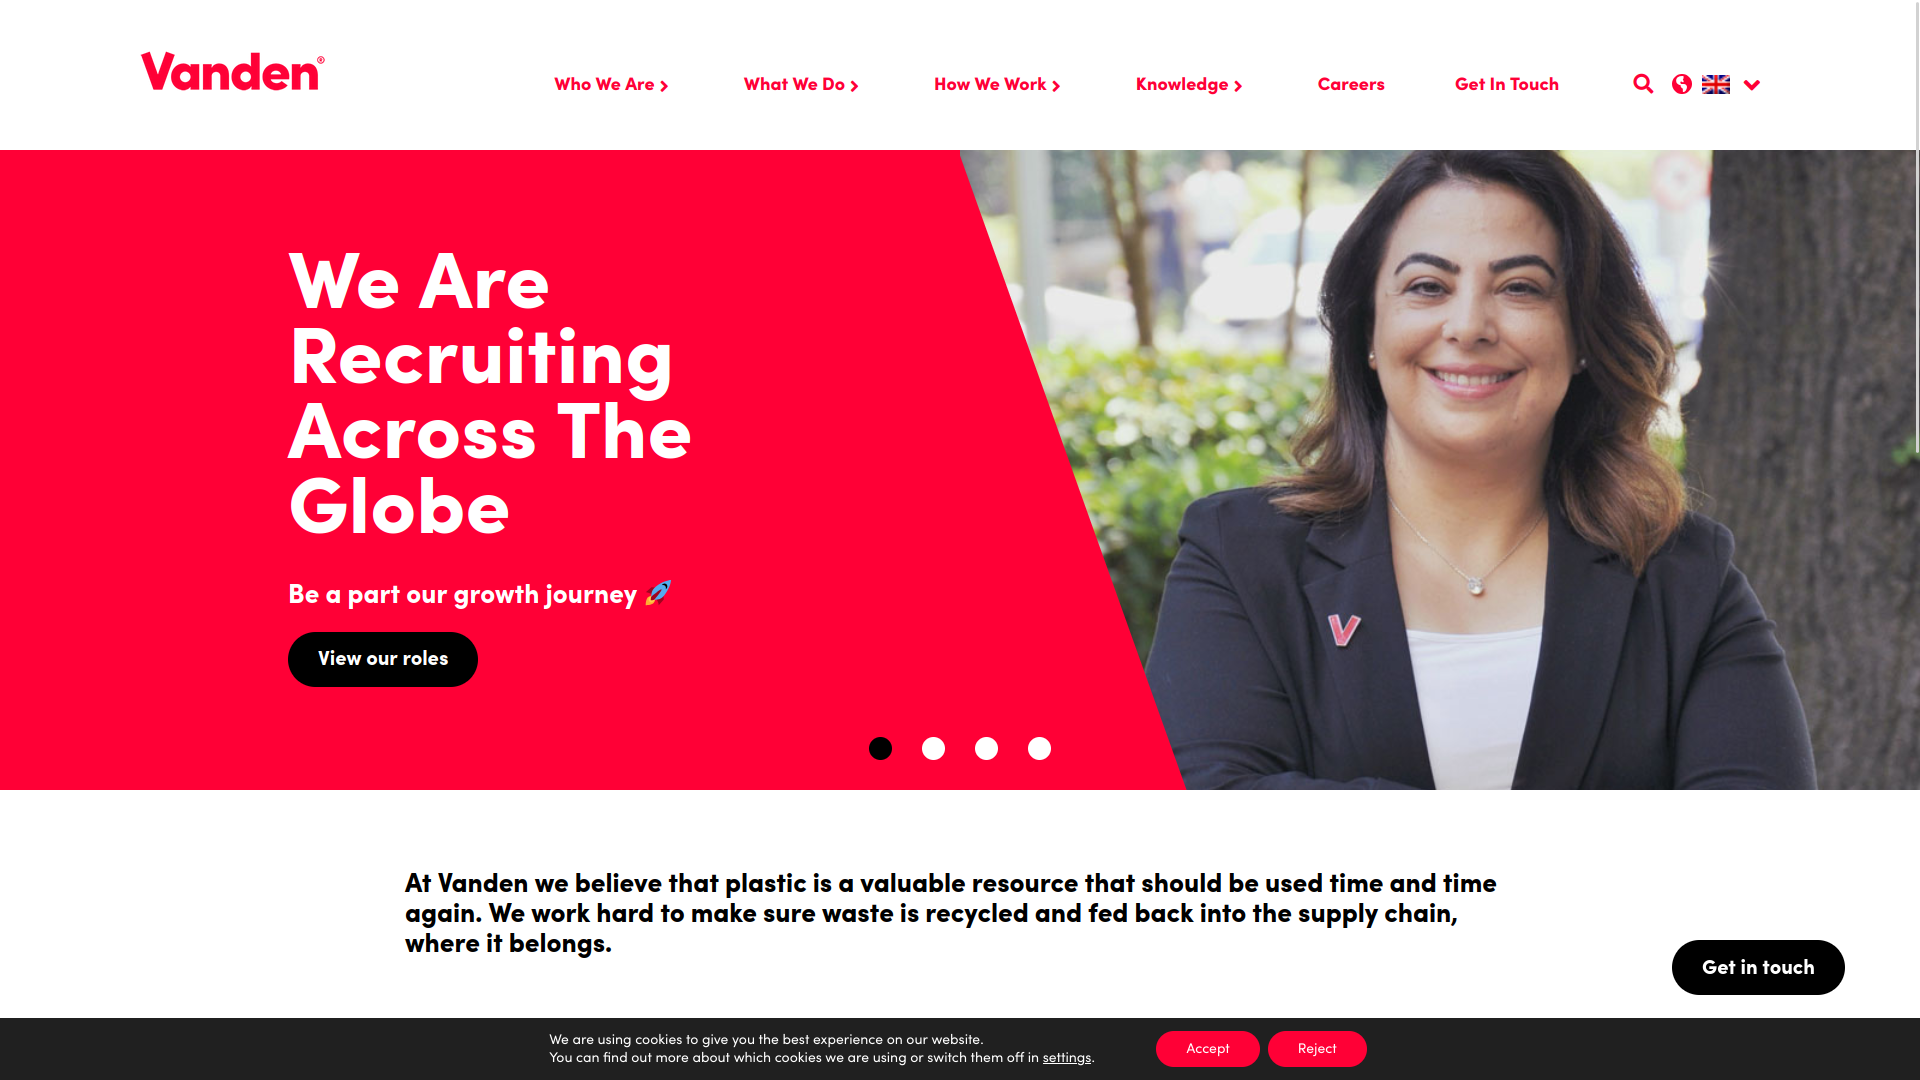 Vanden®
Who We Are
What We Do
How We Work
Knowledge
Careers
Get In Touch
We Are
Recruiting
Across The
Globe
Be a part our growth journey 🚀
View our roles
V
At Vanden we believe that plastic is a valuable resource that should be used time and time
again. We work hard to make sure waste is recycled and fed back into the supply chain,
where it belongs.
Get in touch
We are using cookies to give you the best experience on our website.
You can find out more about which cookies we are using or switch them off in settings.
Accept
Reject